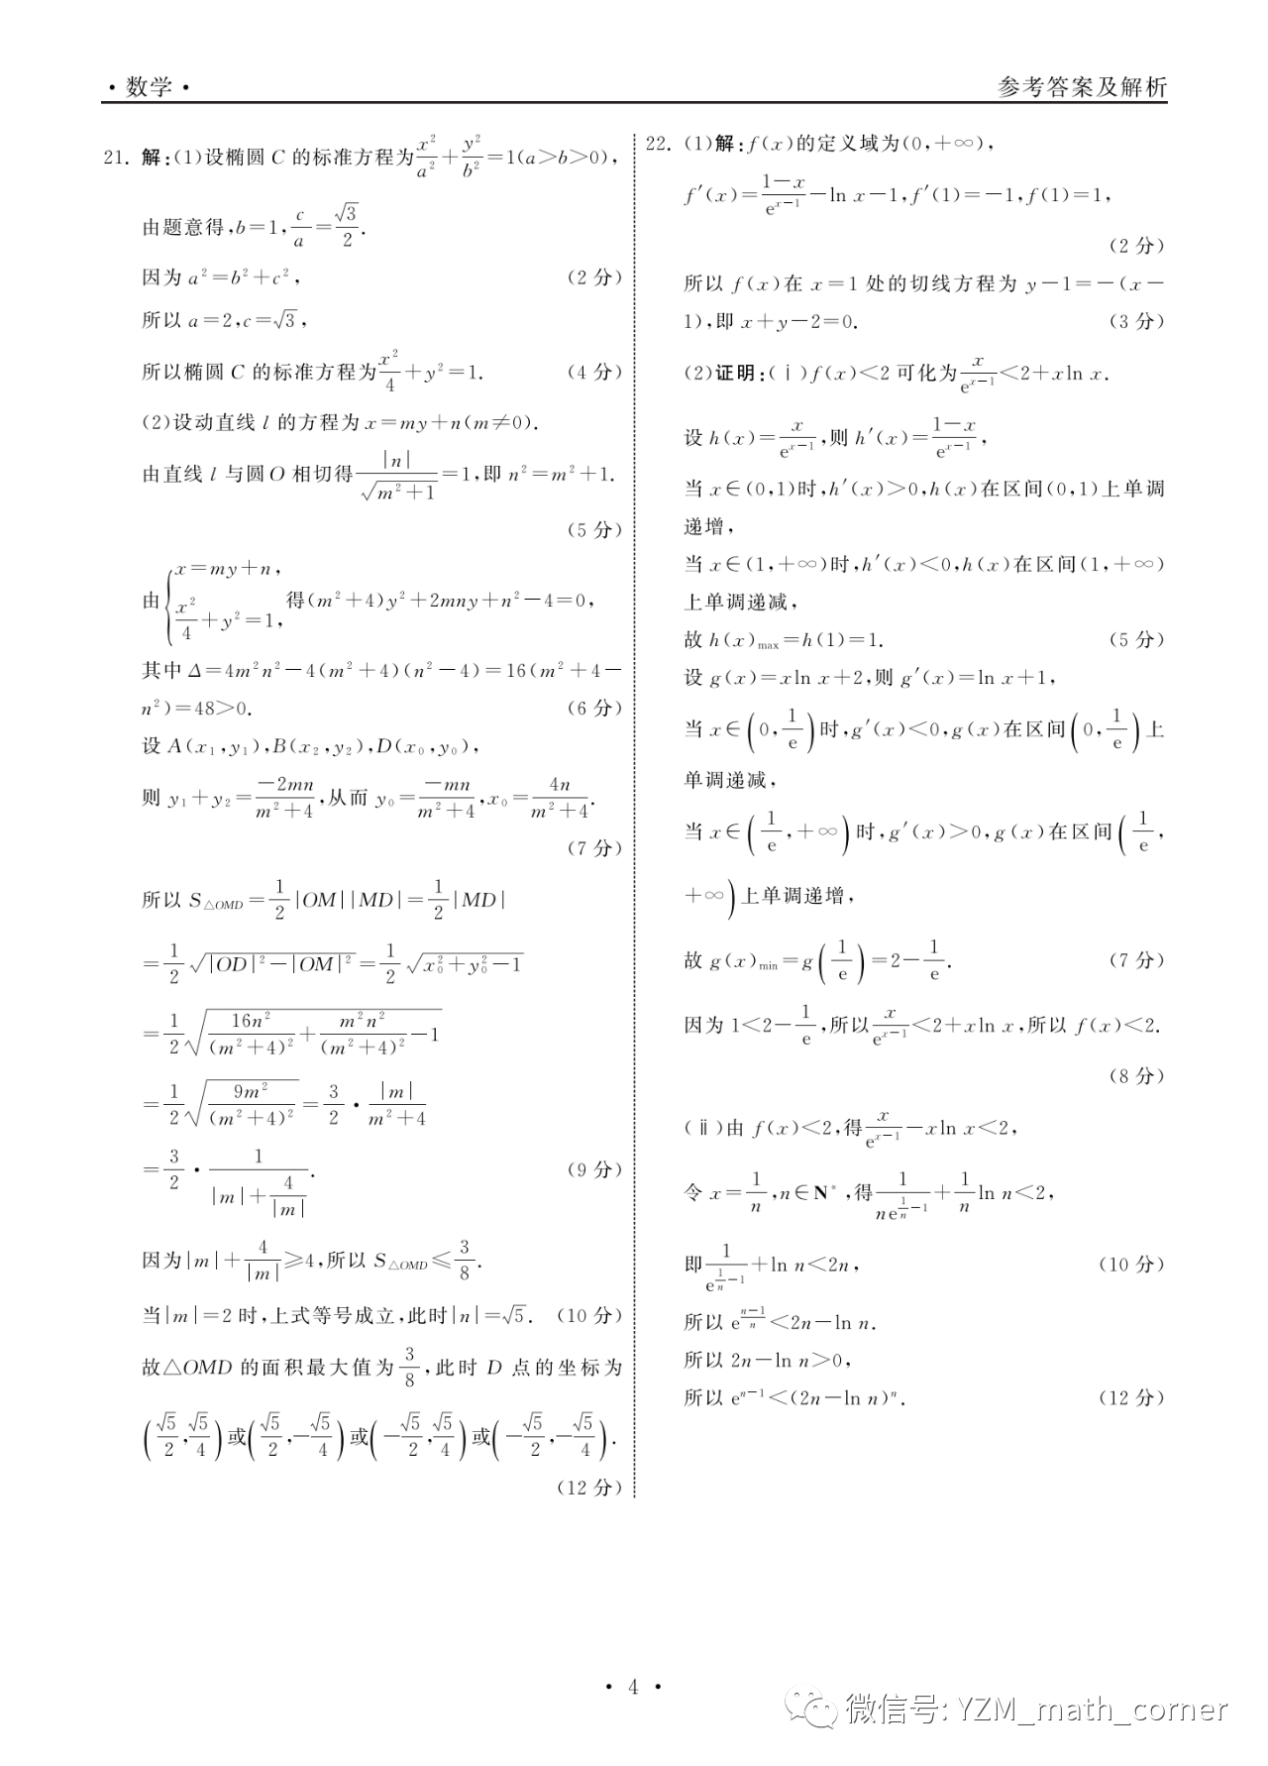 ·数学·
参考答案及解析
21. 解:(1)设椭圆 C 的标准方程为x²/a²+y²/b²=1(a>b>0),
由题意得,b=1,c/a=√3/2.
因为 a²=b²+c², (2 分)
所以 a=2,c=√3,
所以椭圆 C 的标准方程为x²/4+y²=1. (4 分)
(2)设动直线 l 的方程为 x=my+n(m≠0).
由直线 l 与圆 O 相切得|n|/√(m²+1)=1,即 n²=m²+1.
(5 分)
由{x=my+n, x²/4+y²=1, 得(m²+4)y²+2mny+n²-4=0,
其中 Δ=4m²n²-4(m²+4)(n²-4)=16(m²+4-
n²)=48>0. (6 分)
设 A(x₁,y₁),B(x₂,y₂),D(x₀,y₀),
则 y₁+y₂=-2mn/(m²+4),从而 y₀=-mn/(m²+4),x₀=4n/(m²+4).
(7 分)
所以 S△OMD=1/2|OM||MD|=1/2|MD|
=1/2√(|OD|²-|OM|²)=1/2√(x₀²+y₀²-1)
=1/2√(16n²/(m²+4)²+m²n²/(m²+4)²-1)
=1/2√(9m²/(m²+4)²)=3/2·|m|/(m²+4)
=3/2·1/(|m|+4/|m|). (9 分)
因为|m|+4/|m|≥4,所以 S△OMD≤3/8.
当|m|=2 时,上式等号成立,此时|n|=√5. (10 分)
故△OMD 的面积最大值为3/8,此时 D 点的坐标为
(√5/2,√5/4)或(√5/2,-√5/4)或(-√5/2,√5/4)或(-√5/2,-√5/4).
(12 分)
22. (1)解:f(x)的定义域为(0,+∞),
f′(x)=(1-x)/e^(x-1)-ln x-1,f′(1)=-1,f(1)=1,
(2 分)
所以 f(x)在 x=1 处的切线方程为 y-1=-(x-
1),即 x+y-2=0. (3 分)
(2)证明:(ⅰ)f(x)<2 可化为x/e^(x-1)<2+xln x.
设 h(x)=x/e^(x-1),则 h′(x)=(1-x)/e^(x-1),
当 x∈(0,1)时,h′(x)>0,h(x)在区间(0,1)上单调
递增,
当 x∈(1,+∞)时,h′(x)<0,h(x)在区间(1,+∞)
上单调递减,
故 h(x)max=h(1)=1. (5 分)
设 g(x)=xln x+2,则 g′(x)=ln x+1,
当 x∈(0,1/e)时,g′(x)<0,g(x)在区间(0,1/e)上
单调递减,
当 x∈(1/e,+∞)时,g′(x)>0,g(x)在区间(1/e,
+∞)上单调递增,
故 g(x)min=g(1/e)=2-1/e. (7 分)
因为 1<2-1/e,所以x/e^(x-1)<2+xln x,所以 f(x)<2.
(8 分)
(ⅱ)由 f(x)<2,得x/e^(x-1)-xln x<2,
令 x=1/n,n∈N*,得1/(ne^(1/n-1))+1/n ln n<2,
即1/e^(1/n-1)+ln n<2n, (10 分)
所以 e^((n-1)/n)<2n-ln n.
所以 2n-ln n>0,
所以 e^(n-1)<(2n-ln n)ⁿ. (12 分)
· 4 ·
微信号: YZM_math_corner